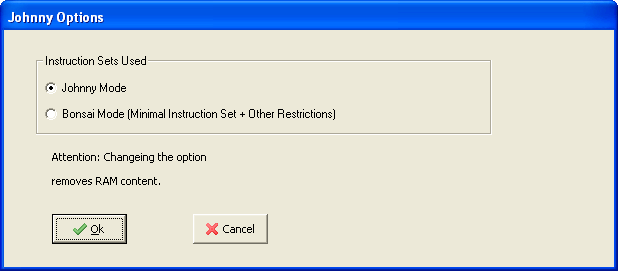 Johnny Options
Instruction Sets Used
Johnny Mode
Bonsai Mode (Minimal Instruction Set + Other Restrictions)
Attention: Changeing the option
removes RAM content.
Ok
Cancel